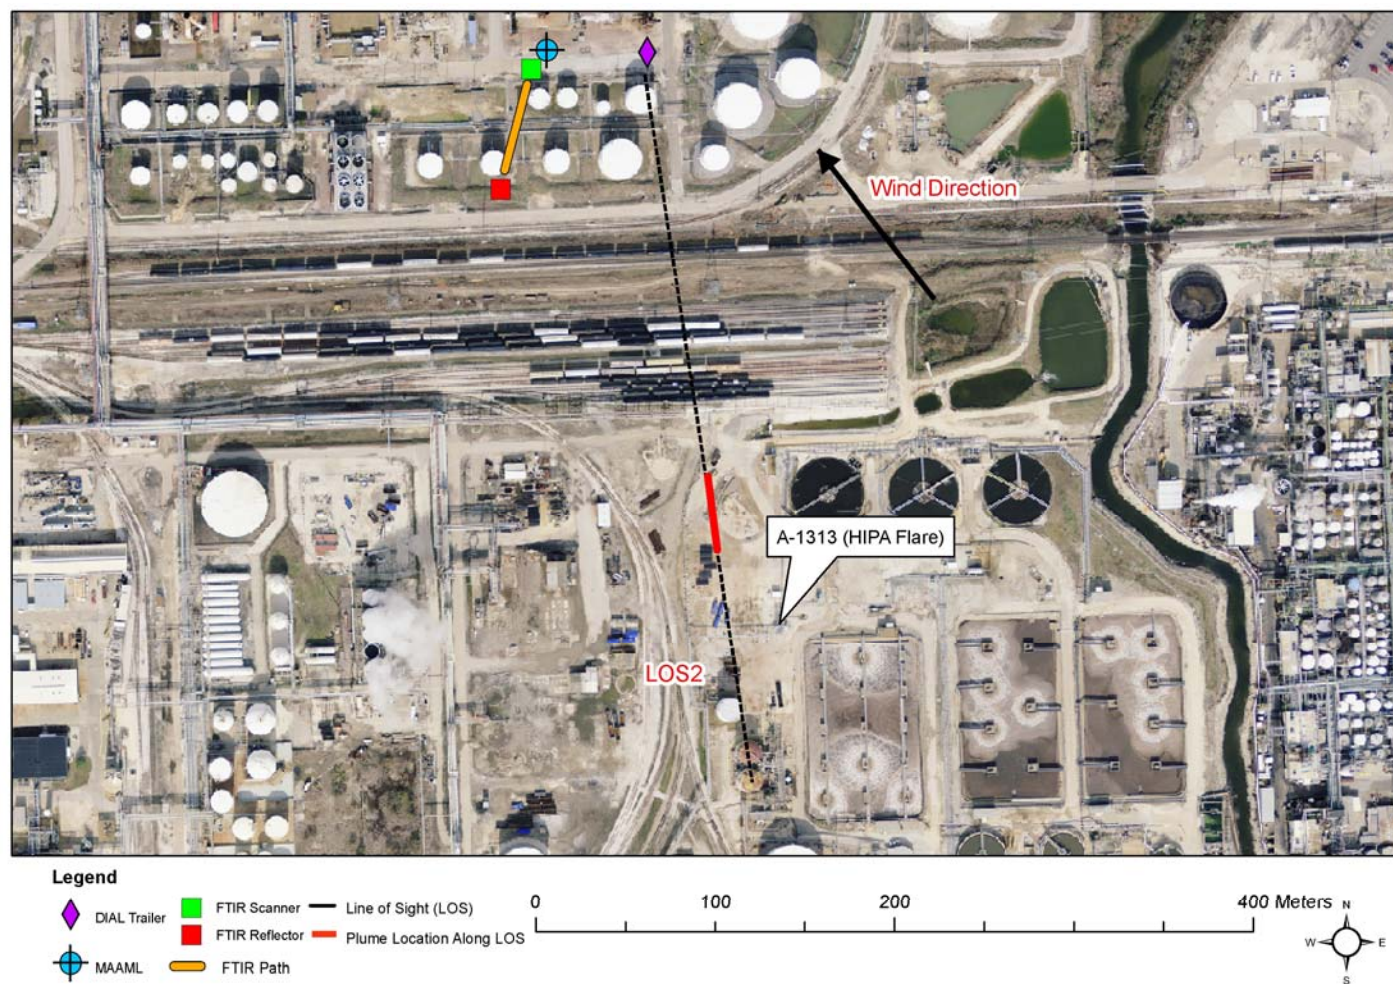 Wind Direction
A-1313 (HIPA Flare)
LOS2
Legend
DIAL Trailer
MAAML
FTIR Scanner
FTIR Reflector
FTIR Path
Line of Sight (LOS)
Plume Location Along LOS
0 100 200 400 Meters
N
W E
S